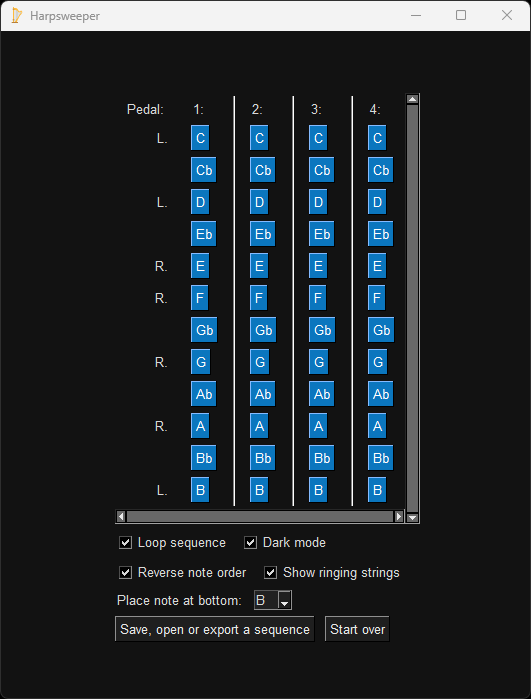 Harpsweeper
Pedal: 1: 2: 3: 4:
L. C C C C
Cb Cb Cb Cb
L. D D D D
Eb Eb Eb Eb
R. E E E E
R. F F F F
Gb Gb Gb Gb
R. G G G G
Ab Ab Ab Ab
R. A A A A
Bb Bb Bb Bb
L. B B B B
Loop sequence Dark mode
Reverse note order Show ringing strings
Place note at bottom: B
Save, open or export a sequence Start over